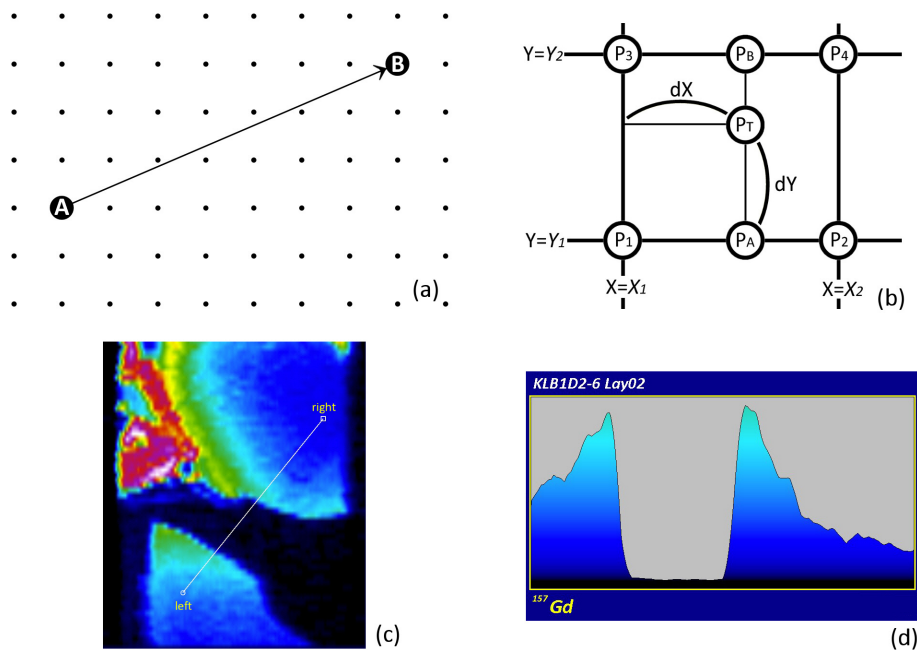 A
B
(a)
Y=Y2
P3
PB
P4
dX
PT
dY
Y=Y1
P1
PA
P2
X=X1
X=X2
(b)
right
left
(c)
KLB1D2-6 Lay02
157Gd
(d)